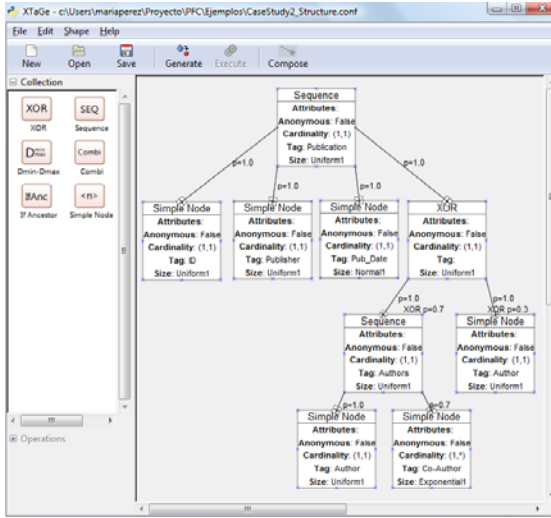 XTaGe - c:\Users\mariaperez\Proyecto\PFC\Ejemplos\CaseStudy2_Structure.conf
File Edit Shape Help
New Open Save Generate Execute Compose
Collection
XOR SEQ
XOR Sequence
Dmin-Dmax Combi
Dmin-Dmax Combi
IfAnc <n>
If Ancestor Simple Node
Operations
Sequence
Attributes:
Anonymous: False
Cardinality: (1,1)
Tag: Publication
Size: Uniform1
p=1.0
p=1.0
p=1.0
p=1.0
Simple Node
Attributes:
Anonymous: False
Cardinality: (1,1)
Tag: ID
Size: Uniform1
Simple Node
Attributes:
Anonymous: False
Cardinality: (1,1)
Tag: Publisher
Size: Uniform1
Simple Node
Attributes:
Anonymous: False
Cardinality: (1,1)
Tag: Pub_Date
Size: Normal1
XOR
Attributes:
Anonymous: False
Cardinality: (1,1)
Tag:
Size: Uniform1
p=1.0
XOR p=0.7
p=1.0
XOR p=0.3
Sequence
Attributes:
Anonymous: False
Cardinality: (1,1)
Tag: Authors
Size: Uniform1
Simple Node
Attributes:
Anonymous: False
Cardinality: (1,1)
Tag: Author
Size: Uniform1
p=1.0
p=0.7
Simple Node
Attributes:
Anonymous: False
Cardinality: (1,1)
Tag: Author
Size: Uniform1
Simple Node
Attributes:
Anonymous: False
Cardinality: (1,*)
Tag: Co-Author
Size: Exponential1